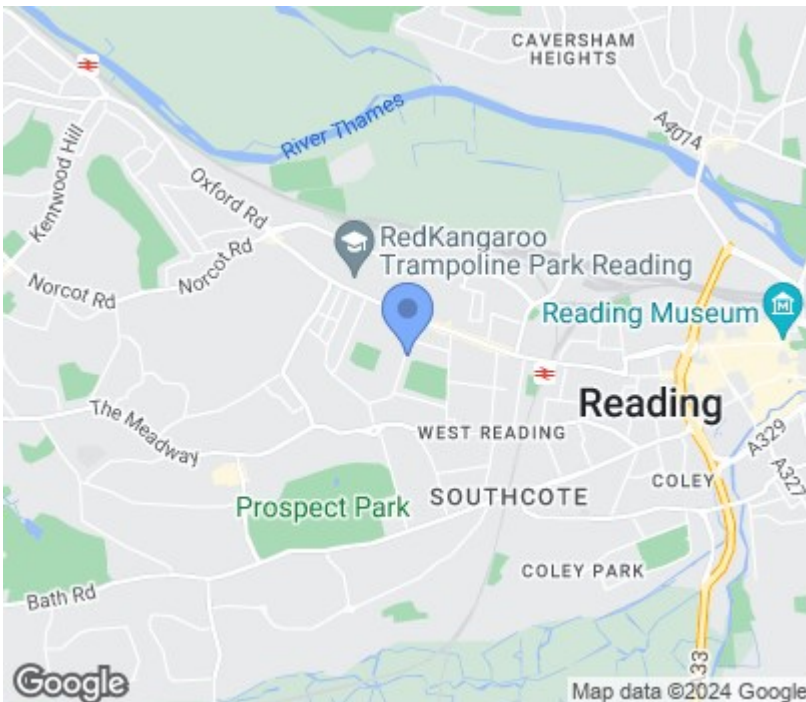 CAVERSHAM
HEIGHTS
A4074
River Thames
Kentwood Hill
Oxford Rd
Norcot Rd
Norcot Rd
RedKangaroo
Trampoline Park Reading
Reading Museum
Reading
The Meadway
WEST READING
A329
A327
COLEY
Prospect Park
SOUTHCOTE
COLEY PARK
Bath Rd
A33
Google
Map data ©2024 Google